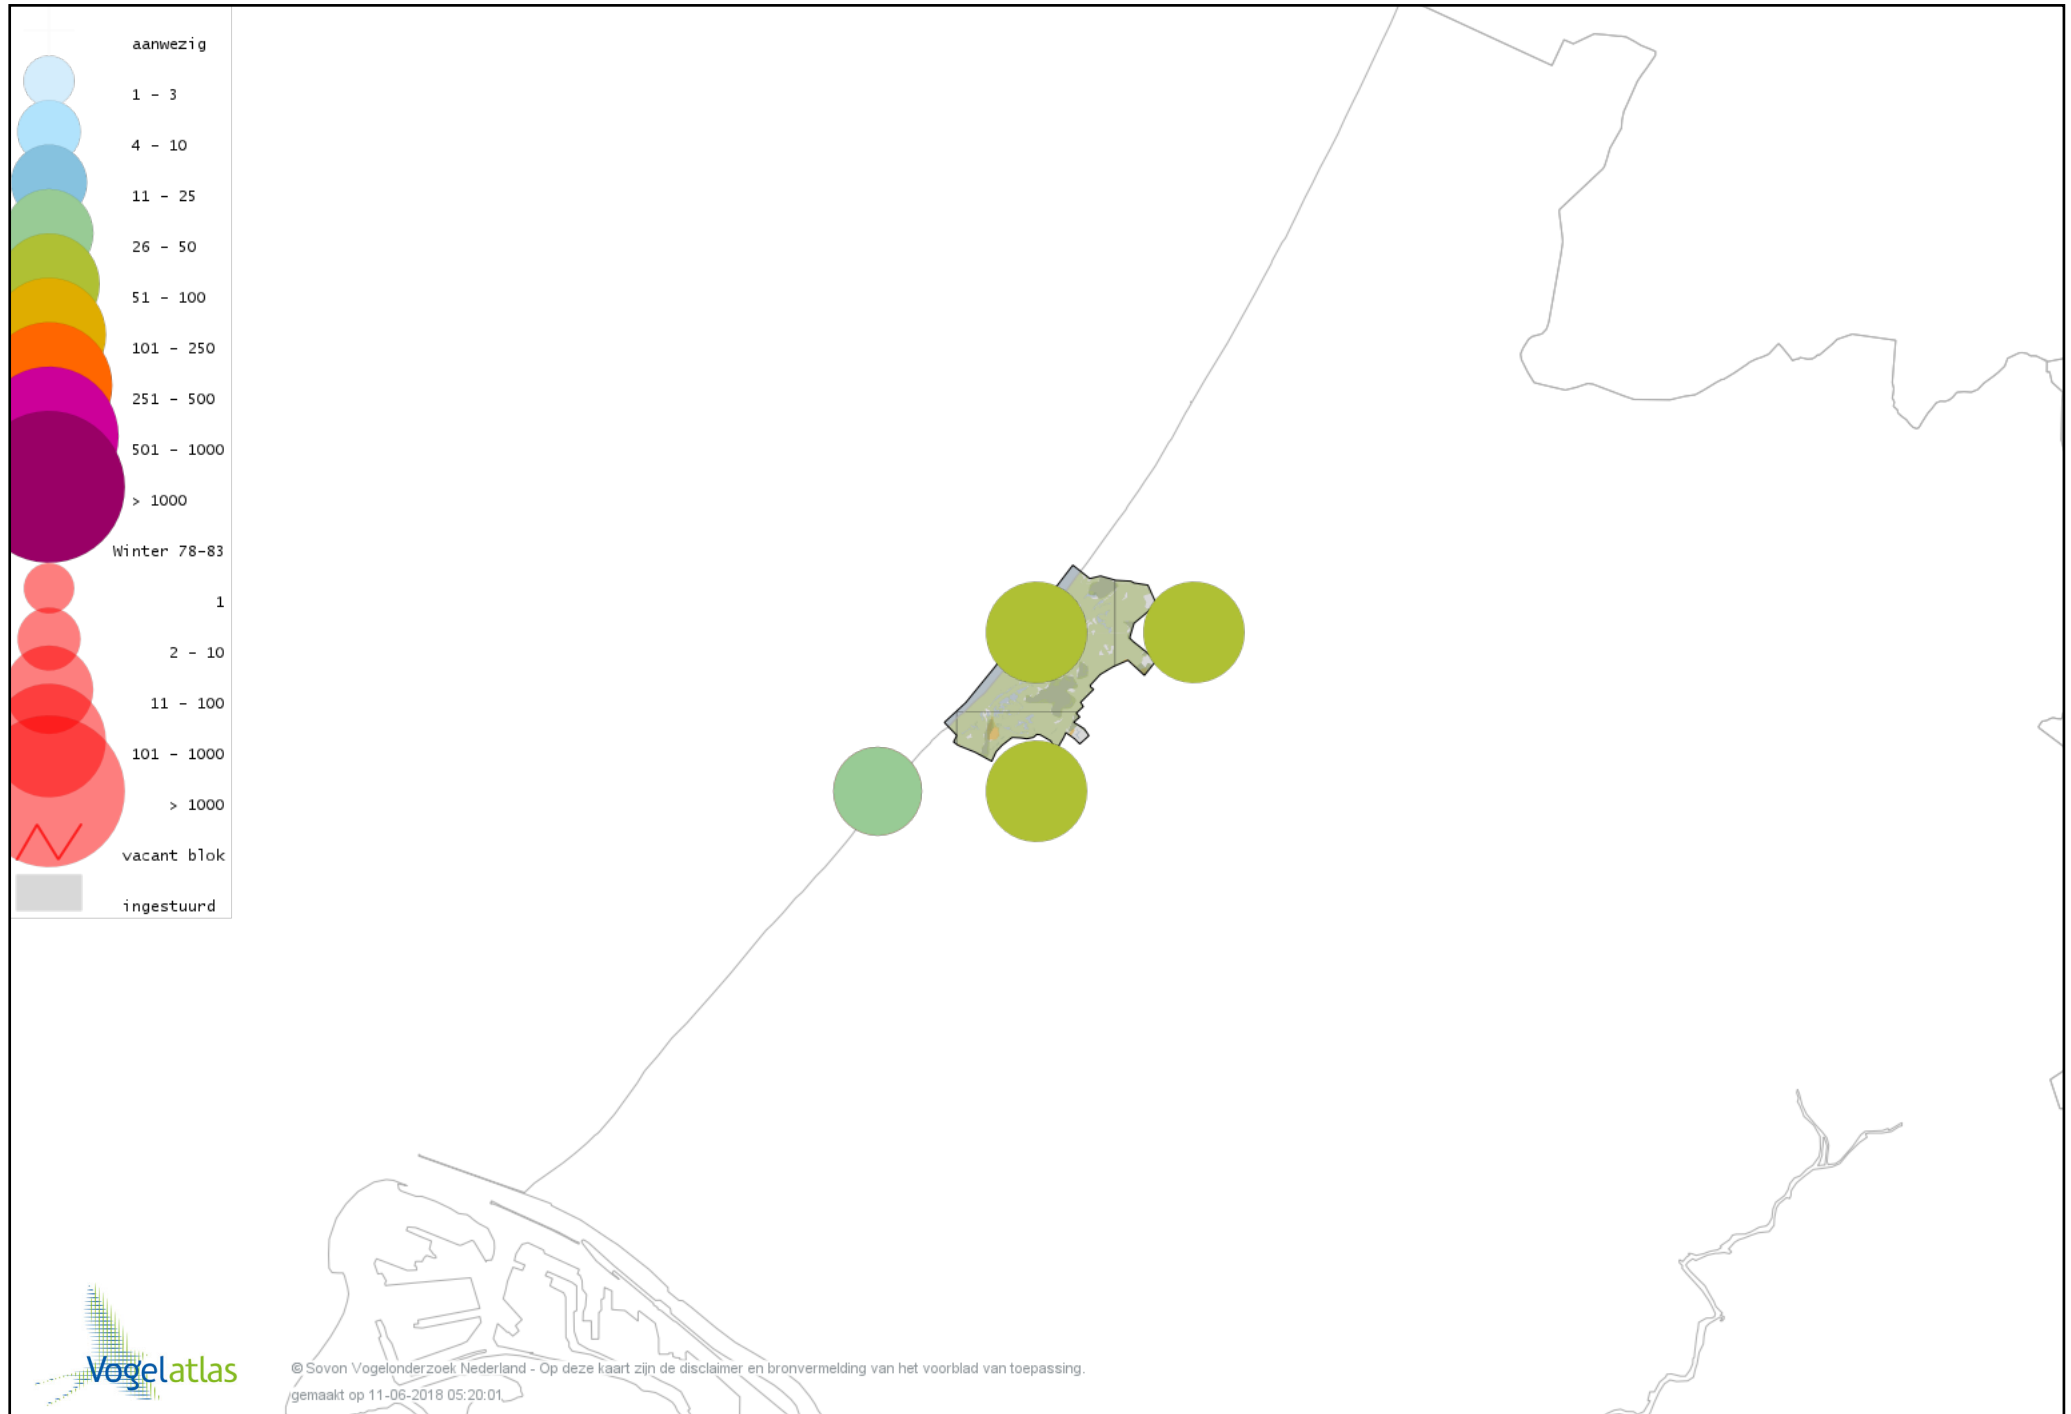 aanwezig
1 - 3
4 - 10
11 - 25
26 - 50
51 - 100
101 - 250
251 - 500
501 - 1000
> 1000
Winter 78-83
1
2 - 10
11 - 100
101 - 1000
> 1000
vacant blok
ingestuurd
Vogelatlas
© Sovon Vogelonderzoek Nederland - Op deze kaart zijn de disclaimer en bronvermelding van het voorblad van toepassing.
gemaakt op 11-06-2018 05:20:01